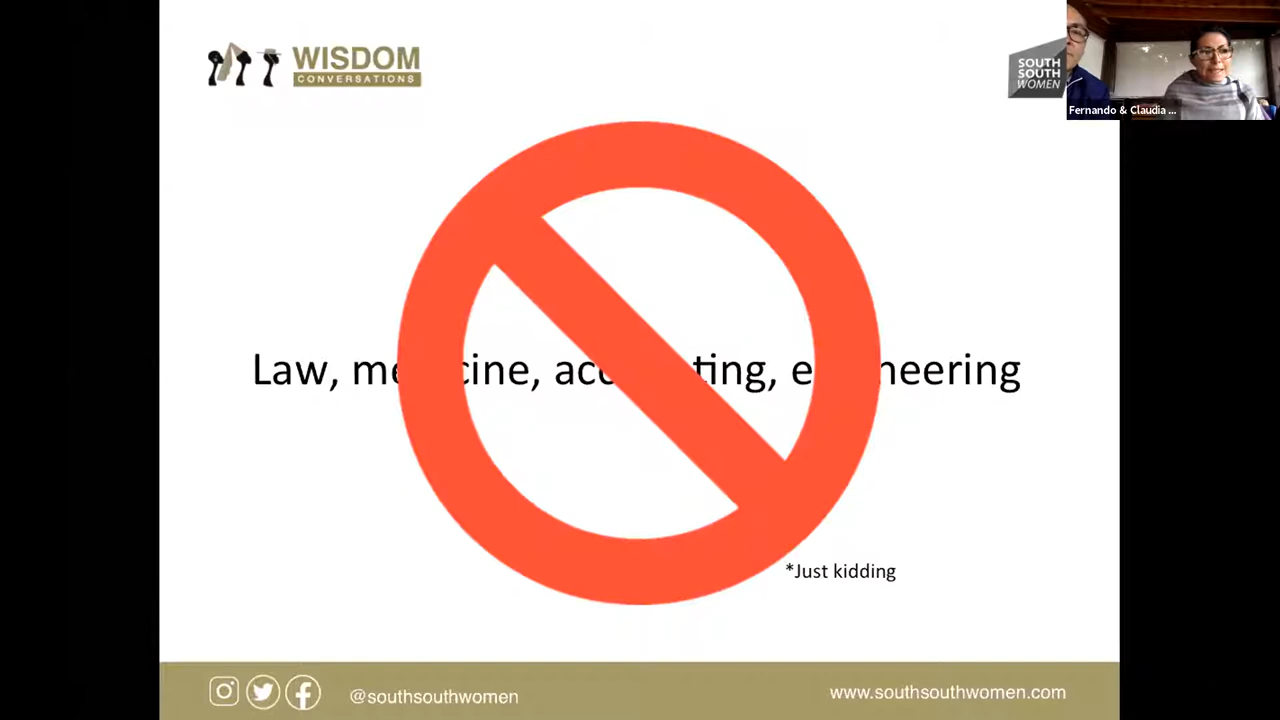 WISDOM
CONVERSATIONS
SOUTH
SOUTH
WOMEN
Fernando & Claudia ...
Law, me cine, acc ting, e neering
*Just kidding
@southsouthwomen
www.southsouthwomen.com